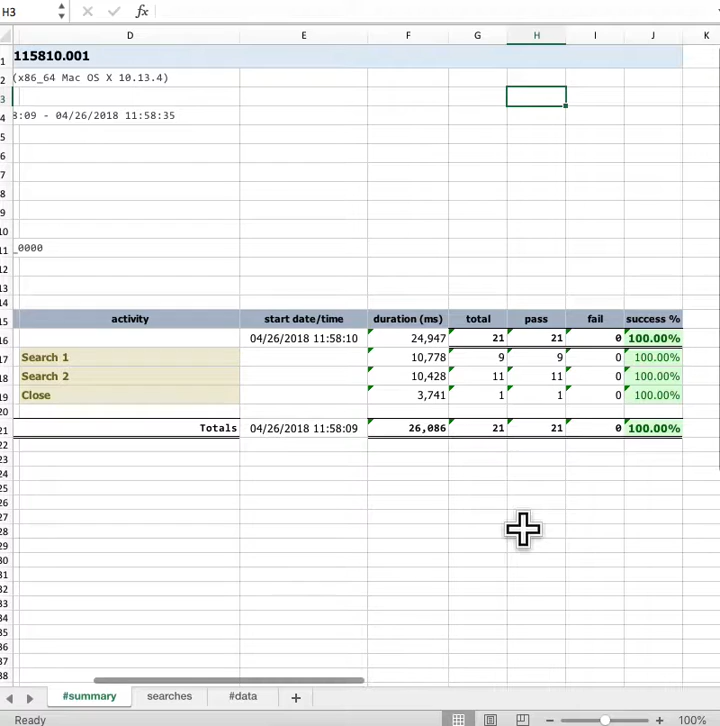 H3 fx
D E F G H I J K
1 115810.001
2 (x86_64 Mac OS X 10.13.4)
3
4 8:09 - 04/26/2018 11:58:35
5
6
7
8
9
10
11 _0000
12
13
14
15 activity start date/time duration (ms) total pass fail success %
16 04/26/2018 11:58:10 24,947 21 21 0 100.00%
17 Search 1 10,778 9 9 0 100.00%
18 Search 2 10,428 11 11 0 100.00%
19 Close 3,741 1 1 0 100.00%
20
21 Totals 04/26/2018 11:58:09 26,086 21 21 0 100.00%
22
23
24
25
26
27
28
29
30
31
32
33
34
35
36
37
38
#summary searches #data +
Ready 100%